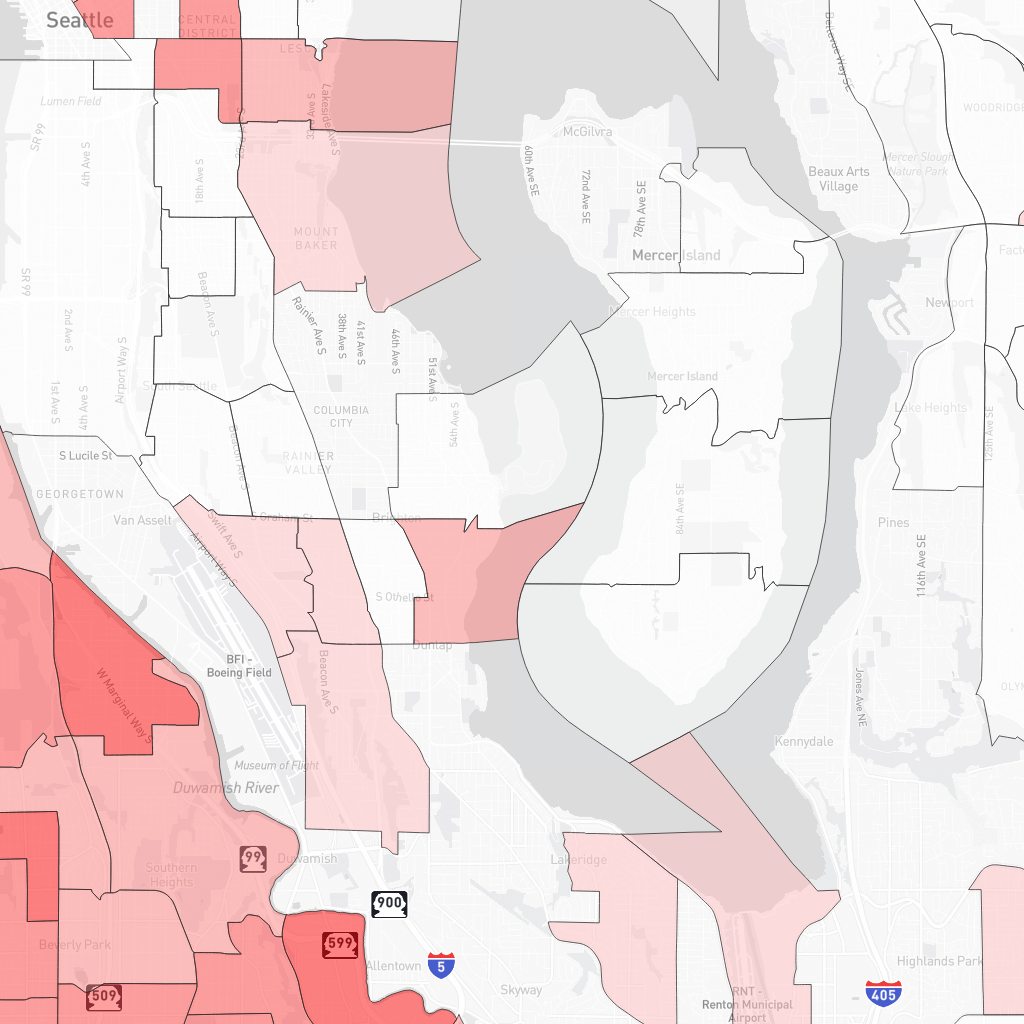 Seattle
CENTRAL
DISTRICT
LES
Lumen Field
SR 99
4th Ave S
18th Ave S
23rd
33rd Ave S
Lakeside Ave S
McGilvra
60th Ave SE
72nd Ave SE
78th Ave SE
Mercer Island
Bellevue Way SE
WOODRIDGE
Mercer Slough
Nature Park
Beaux Arts
Village
MOUNT
BAKER
SR 99
Beacon Ave S
Factor
Newport
Mercer Heights
Rainier Ave S
38th Ave S
41st Ave S
46th Ave S
51st Ave S
54th Ave S
2nd Ave S
Airport Way S
1st Ave S
4th Ave S
South Seattle
Mercer Island
COLUMBIA
CITY
Lake Heights
125th Ave SE
Beacon Ave S
S Lucile St
RAINIER
VALLEY
GEORGETOWN
Van Asselt
S Graham St
Brighton
84th Ave SE
Pines
Swift Ave S
Airport Way S
116th Ave SE
S Othello St
Dunlap
BFI -
Boeing Field
Beacon Ave S
W Marginal Way S
Jones Ave NE
OLYM
Kennydale
Museum of Flight
Duwamish River
99
Duwamish
Southern
Heights
Lakeridge
900
599
Beverly Park
Allentown
5
Highlands Park
509
Skyway
RNT -
Renton Municipal
Airport
405